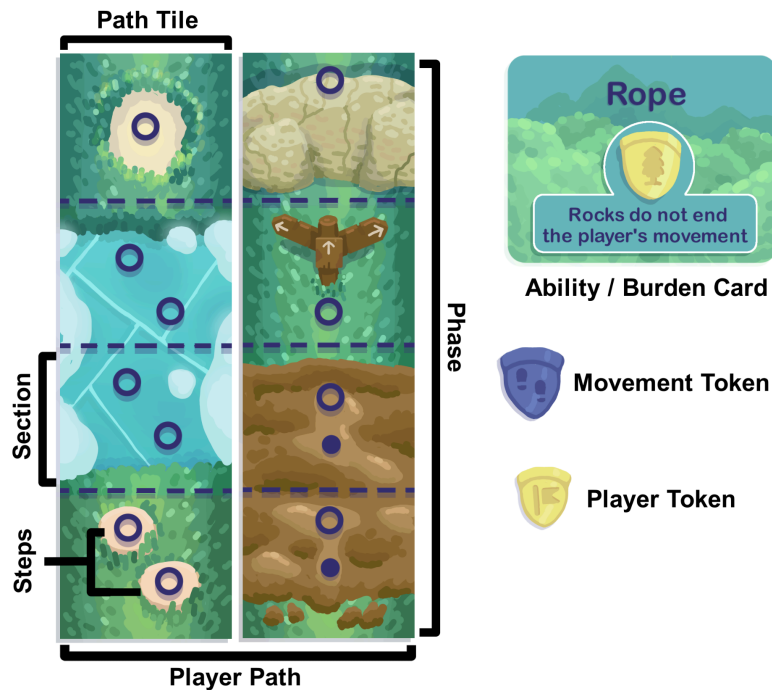 Path Tile
Rope
Rocks do not end
the player's movement
Ability / Burden Card
Phase
Section
Movement Token
Player Token
Steps
Player Path